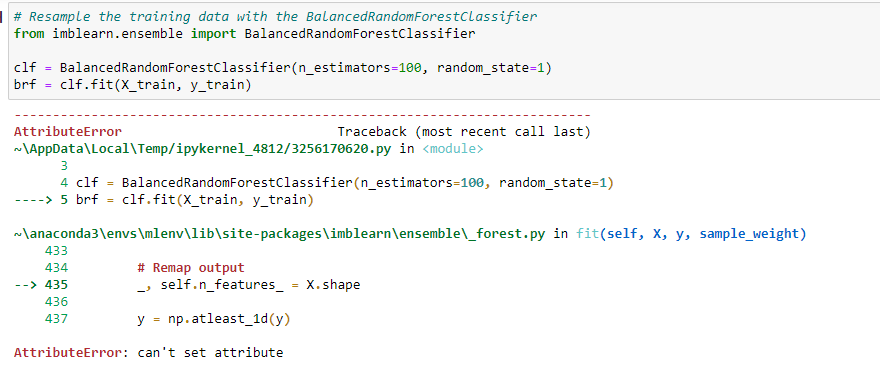 # Resample the training data with the BalancedRandomForestClassifier
from imblearn.ensemble import BalancedRandomForestClassifier
clf = BalancedRandomForestClassifier(n_estimators=100, random_state=1)
brf = clf.fit(X_train, y_train)
---------------------------------------------------------------------------
AttributeError                            Traceback (most recent call last)
~\AppData\Local\Temp/ipykernel_4812/3256170620.py in <module>
      3
      4 clf = BalancedRandomForestClassifier(n_estimators=100, random_state=1)
----> 5 brf = clf.fit(X_train, y_train)
~\anaconda3\envs\mlenv\lib\site-packages\imblearn\ensemble\_forest.py in fit(self, X, y, sample_weight)
    433
    434         # Remap output
--> 435         _, self.n_features_ = X.shape
    436
    437         y = np.atleast_1d(y)
AttributeError: can't set attribute